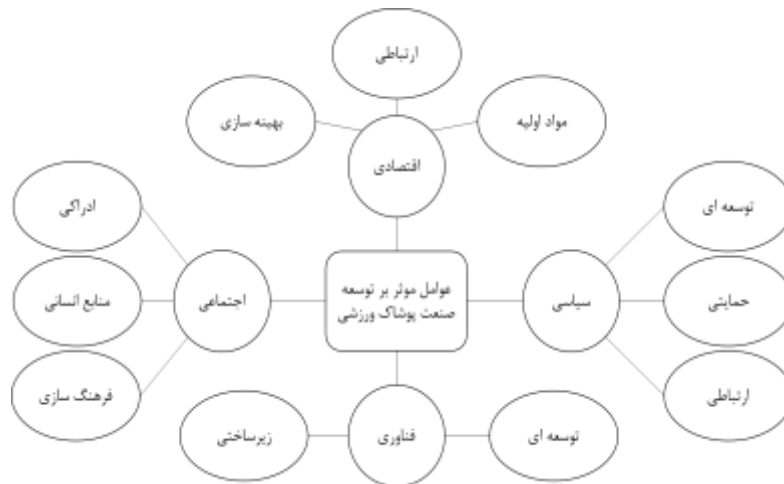 ارتباطی
مواد اولیه
بهینه سازی
اقتصادی
توسعه ای
ادراکی
عوامل موثر بر توسعه
صنعت پوشاک ورزشی
حمایتی
سیاسی
اجتماعی
منابع انسانی
ارتباطی
فرهنگ سازی
توسعه ای
فناوری
زیرساختی